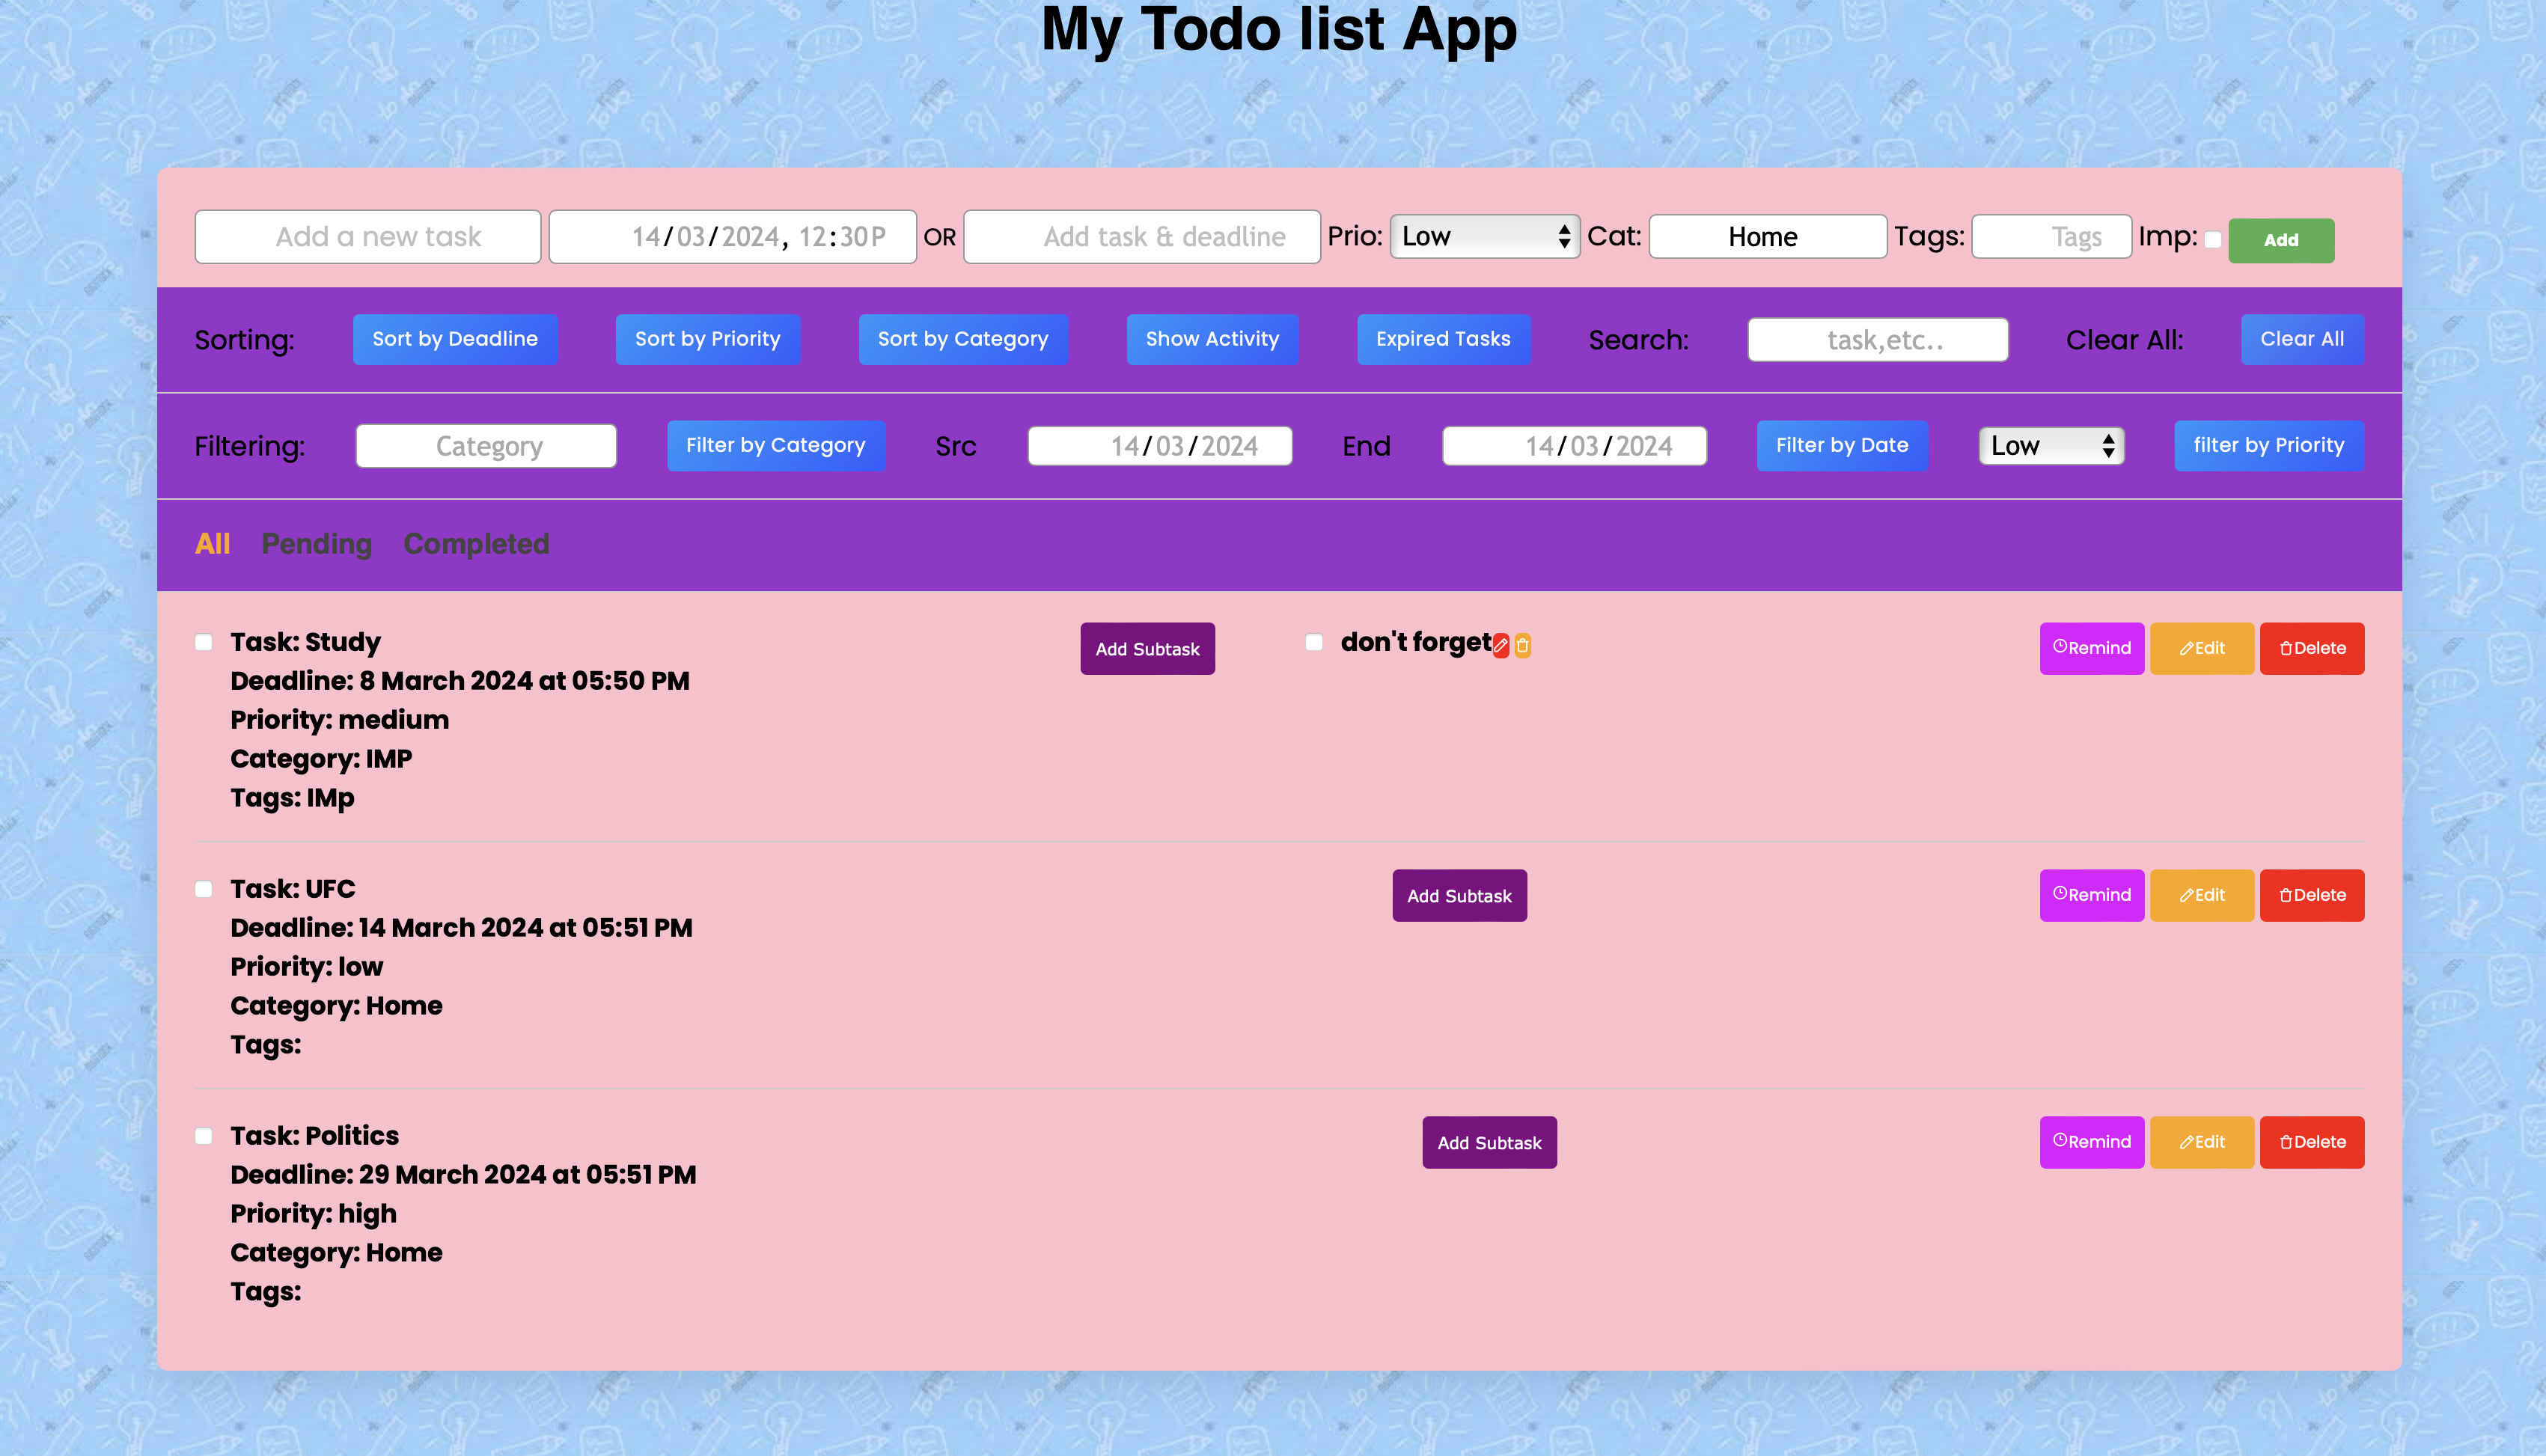 My Todo list App
Add a new task 14/03/2024, 12:30P OR Add task & deadline Prio: Low Cat: Home Tags: Tags Imp: Add
Sorting: Sort by Deadline Sort by Priority Sort by Category Show Activity Expired Tasks Search: task,etc.. Clear All: Clear All
Filtering: Category Filter by Category Src 14/03/2024 End 14/03/2024 Filter by Date Low filter by Priority
All Pending Completed
Task: Study Add Subtask don't forget Remind Edit Delete
Deadline: 8 March 2024 at 05:50 PM
Priority: medium
Category: IMP
Tags: IMp
Task: UFC Add Subtask Remind Edit Delete
Deadline: 14 March 2024 at 05:51 PM
Priority: low
Category: Home
Tags:
Task: Politics Add Subtask Remind Edit Delete
Deadline: 29 March 2024 at 05:51 PM
Priority: high
Category: Home
Tags: